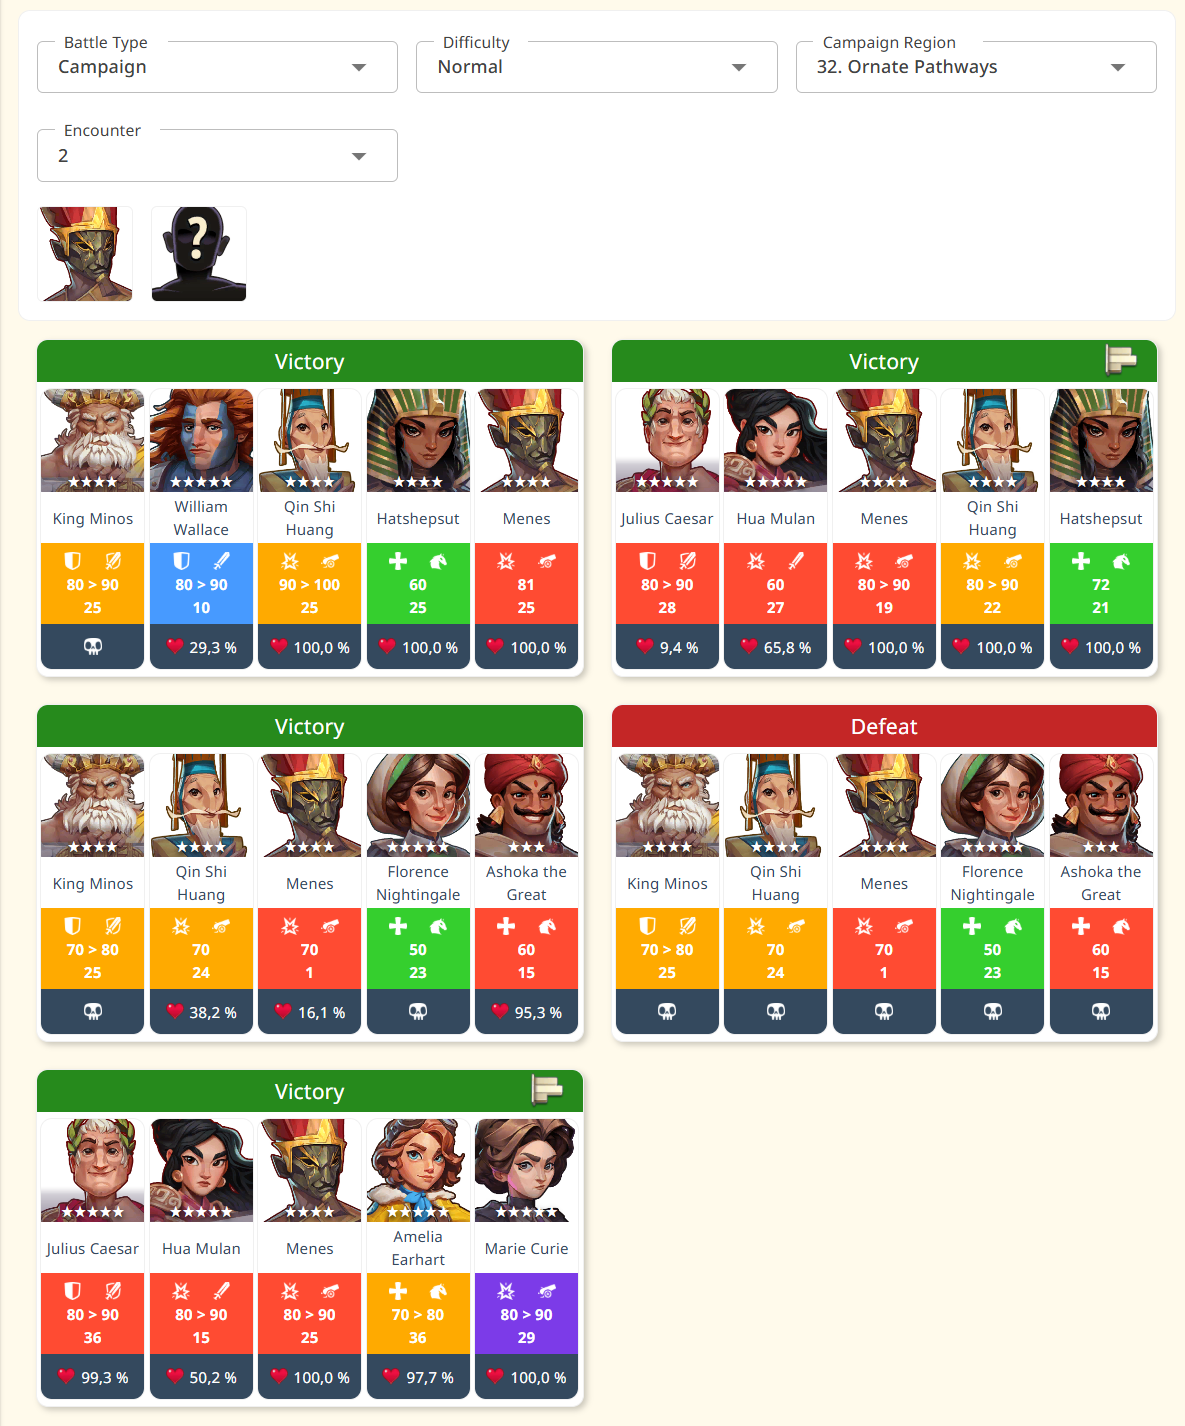 Battle Type
Campaign
Difficulty
Normal
Campaign Region
32. Ornate Pathways
Encounter
2
?
Victory
King Minos
William
Wallace
Qin Shi
Huang
Hatshepsut
Menes
80 > 90
25
80 > 90
10
90 > 100
25
60
25
81
25
29,3 %
100,0 %
100,0 %
100,0 %
Victory
Julius Caesar
Hua Mulan
Menes
Qin Shi
Huang
Hatshepsut
80 > 90
28
60
27
80 > 90
19
80 > 90
22
72
21
9,4 %
65,8 %
100,0 %
100,0 %
100,0 %
Victory
King Minos
Qin Shi
Huang
Menes
Florence
Nightingale
Ashoka the
Great
70 > 80
25
70
24
70
1
50
23
60
15
38,2 %
16,1 %
95,3 %
Defeat
King Minos
Qin Shi
Huang
Menes
Florence
Nightingale
Ashoka the
Great
70 > 80
25
70
24
70
1
50
23
60
15
Victory
Julius Caesar
Hua Mulan
Menes
Amelia
Earhart
Marie Curie
80 > 90
36
80 > 90
15
80 > 90
25
70 > 80
36
80 > 90
29
99,3 %
50,2 %
100,0 %
97,7 %
100,0 %